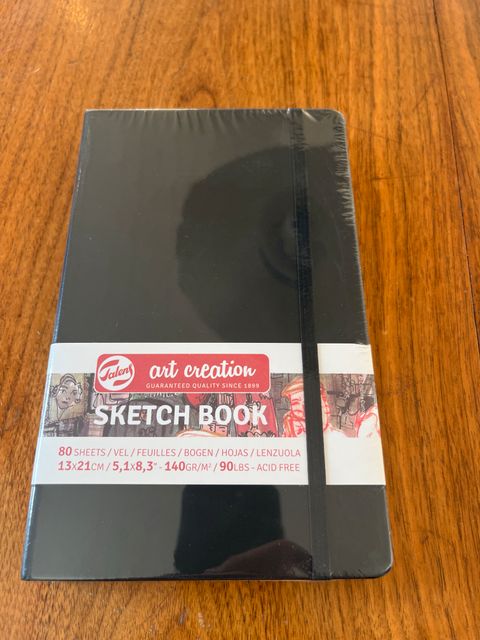 Talens
art creation
GUARANTEED QUALITY SINCE 1899
SKETCH BOOK
80 SHEETS / VEL / FEUILLES / BOGEN / HOJAS / LENZUOLA
13x21CM / 5,1x8,3" - 140GR/M² / 90LBS - ACID FREE